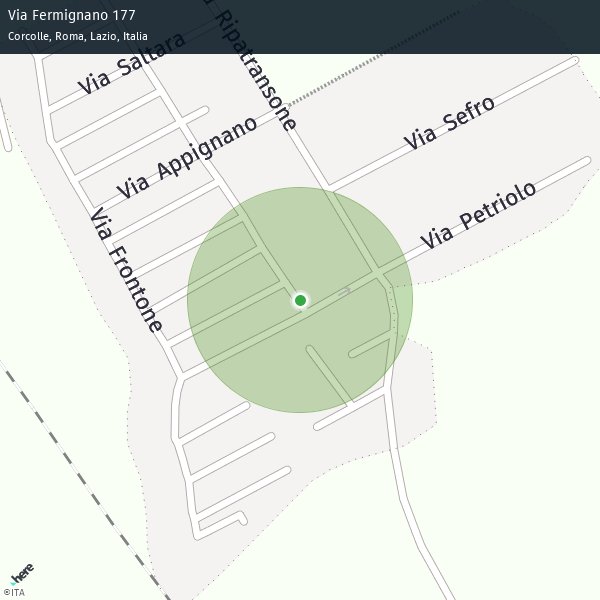 Via Fermignano 177
Corcolle, Roma, Lazio, Italia
Via Saltara
Ripatransone
Via Appignano
Via Sefro
Via Petriolo
Via Frontone
here
©ITA